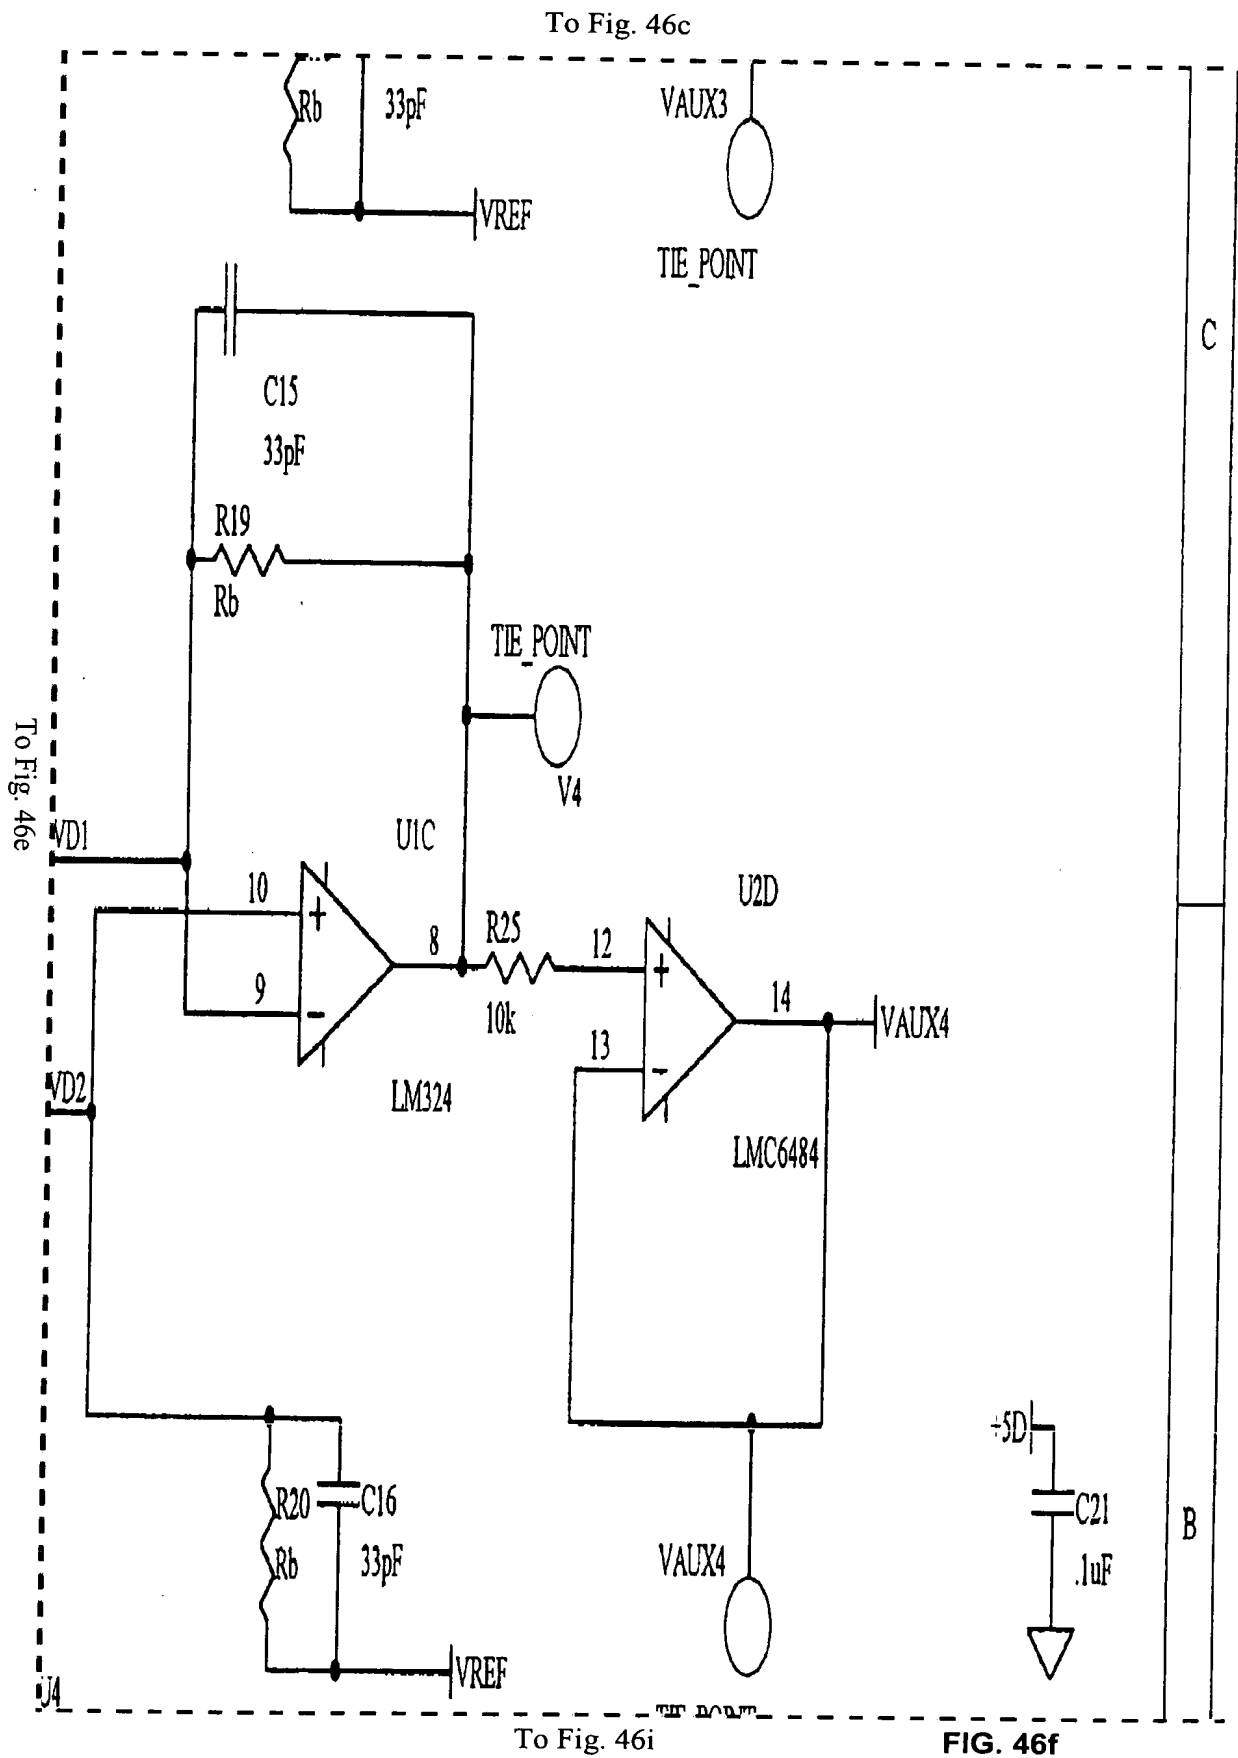 To Fig. 46c
Rb
33pF
VAUX3
VREF
TIE_POINT
C
C15
33pF
R19
Rb
TIE_POINT
V4
To Fig. 46e
VD1
U1C
10
U2D
8
R25
12
9
10k
14
VAUX4
13
VD2
LM324
LMC6484
+5D
R20
C16
C21
B
Rb
33pF
VAUX4
.1uF
VREF
U4
TIE_POINT
To Fig. 46i
FIG. 46f